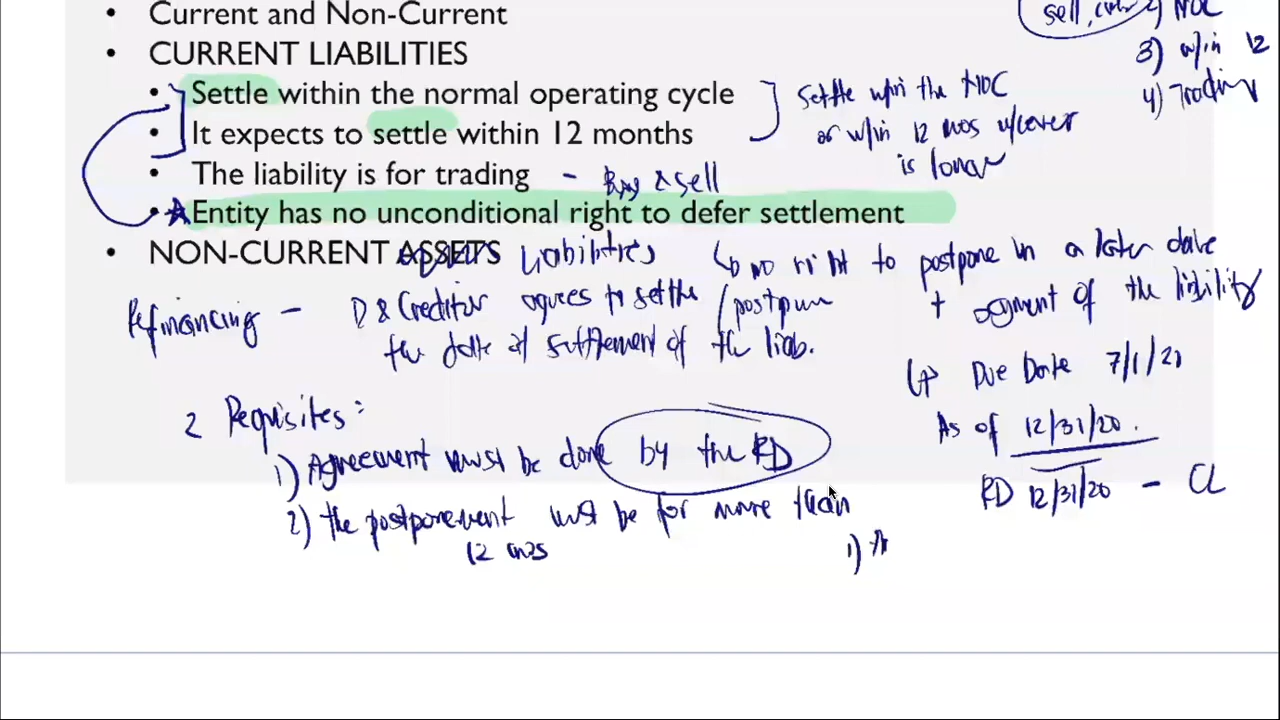 • Current and Non-Current
sell,
2) NOC
• CURRENT LIABILITIES
3) w/in 12
4) Trading
• Settle within the normal operating cycle
• It expects to settle within 12 months
Settle w/in the NOC
or w/in 12 mos w/cever
is longer
• The liability is for trading - Buy & sell
• Entity has no unconditional right to defer settlement
• NON-CURRENT ASSETS Liabilities
↳ no right to postpone in a later date
+ of the liability
Refinancing - D & Creditor agrees to settle / postpone
the date of settlement of the liab.
↳ Due Date 7/1/21
As of 12/31/20.
RD 12/31/20 - CL
2 Requisites:
1) Agreement must be done by the RD
2) the postponement must be for more than
12 mos
1) A